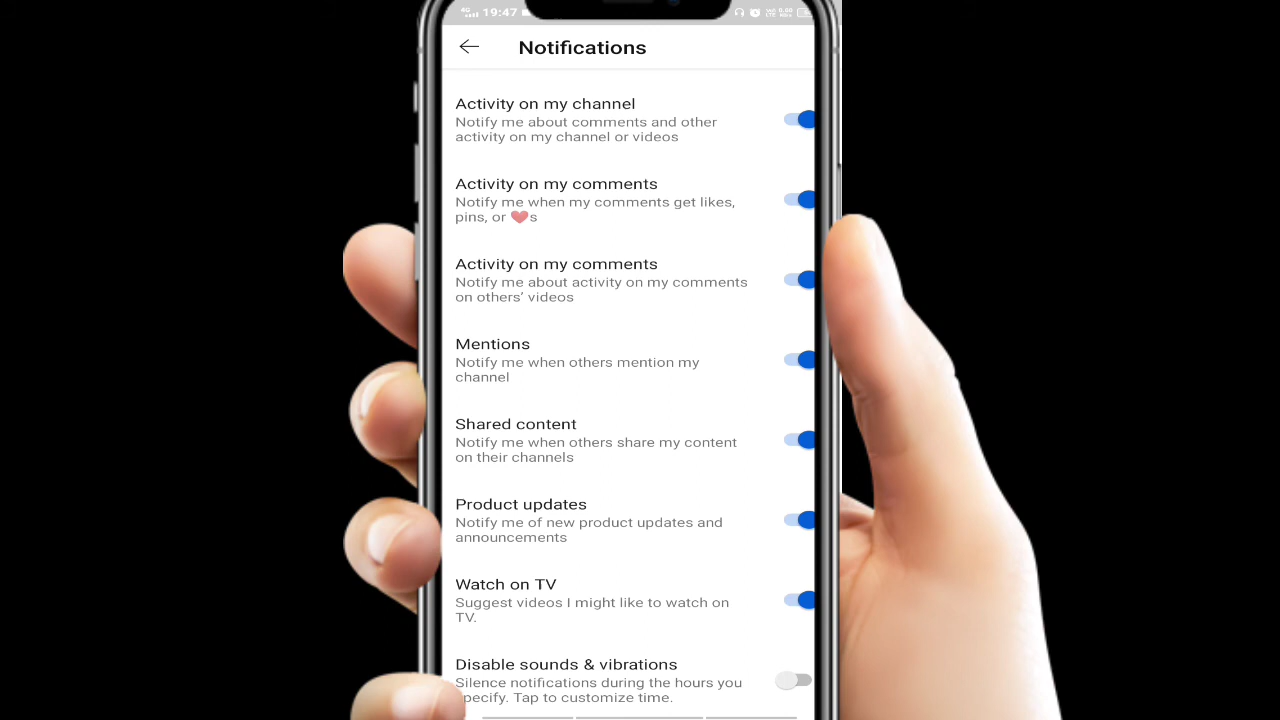 19:47
Notifications
Activity on my channel
Notify me about comments and other
activity on my channel or videos
Activity on my comments
Notify me when my comments get likes,
pins, or ❤s
Activity on my comments
Notify me about activity on my comments
on others' videos
Mentions
Notify me when others mention my
channel
Shared content
Notify me when others share my content
on their channels
Product updates
Notify me of new product updates and
announcements
Watch on TV
Suggest videos I might like to watch on
TV.
Disable sounds & vibrations
Silence notifications during the hours you
pecify. Tap to customize time.